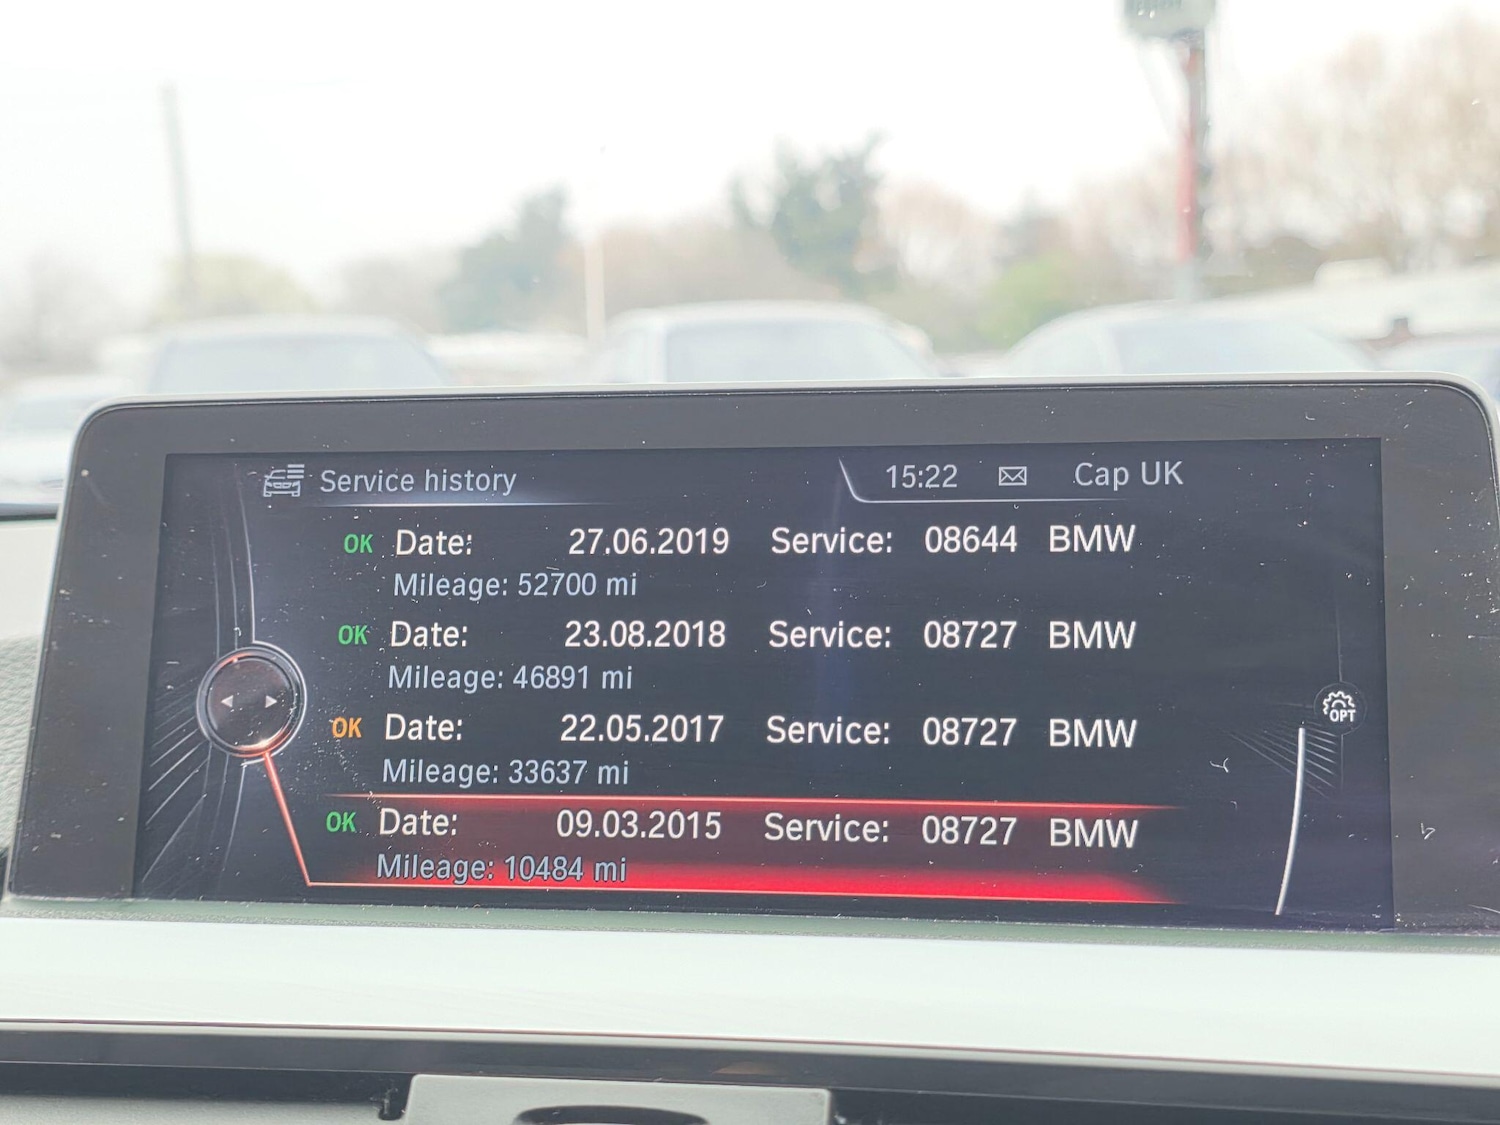 Service history 15:22 Cap UK
OK Date: 27.06.2019 Service: 08644 BMW
Mileage: 52700 mi
OK Date: 23.08.2018 Service: 08727 BMW
Mileage: 46891 mi
OK Date: 22.05.2017 Service: 08727 BMW
Mileage: 33637 mi
OPT
OK Date: 09.03.2015 Service: 08727 BMW
Mileage: 10484 mi